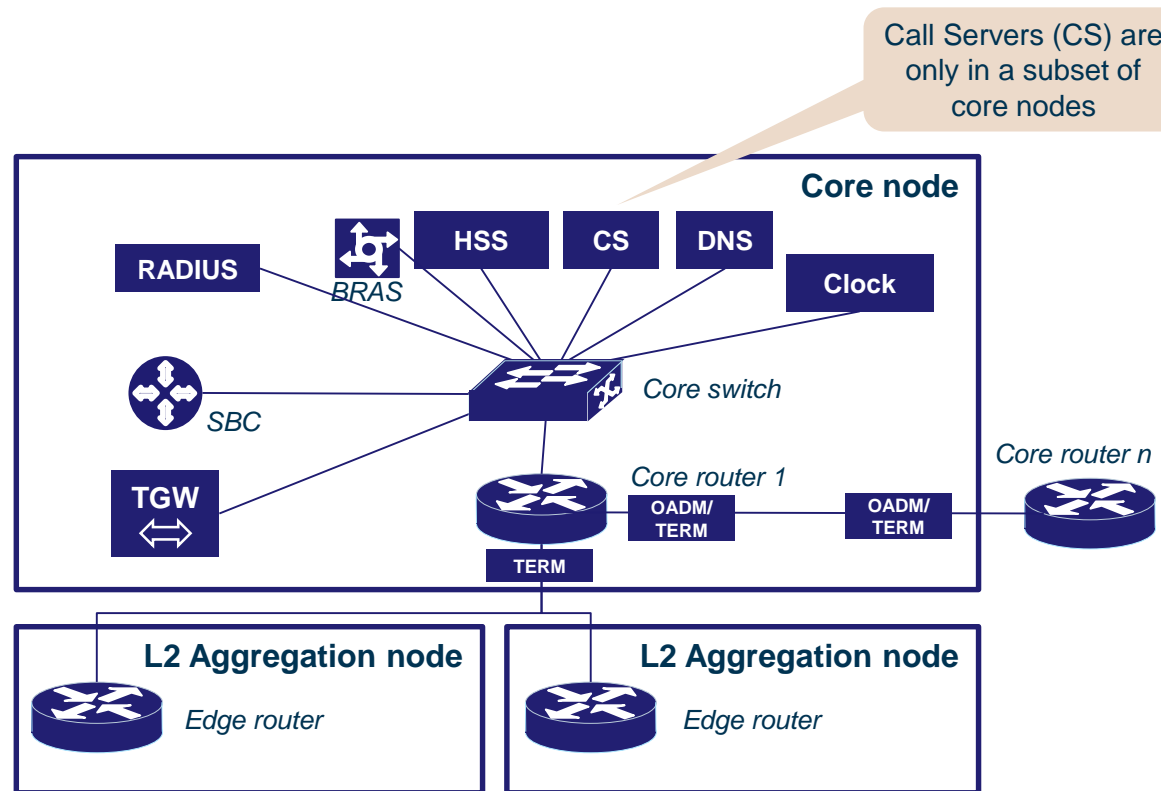 Call Servers (CS) are
only in a subset of
core nodes
Core node
HSS
CS
DNS
RADIUS
BRAS
Clock
Core switch
SBC
TGW
Core router 1
Core router n
OADM/
TERM
OADM/
TERM
TERM
L2 Aggregation node
Edge router
L2 Aggregation node
Edge router